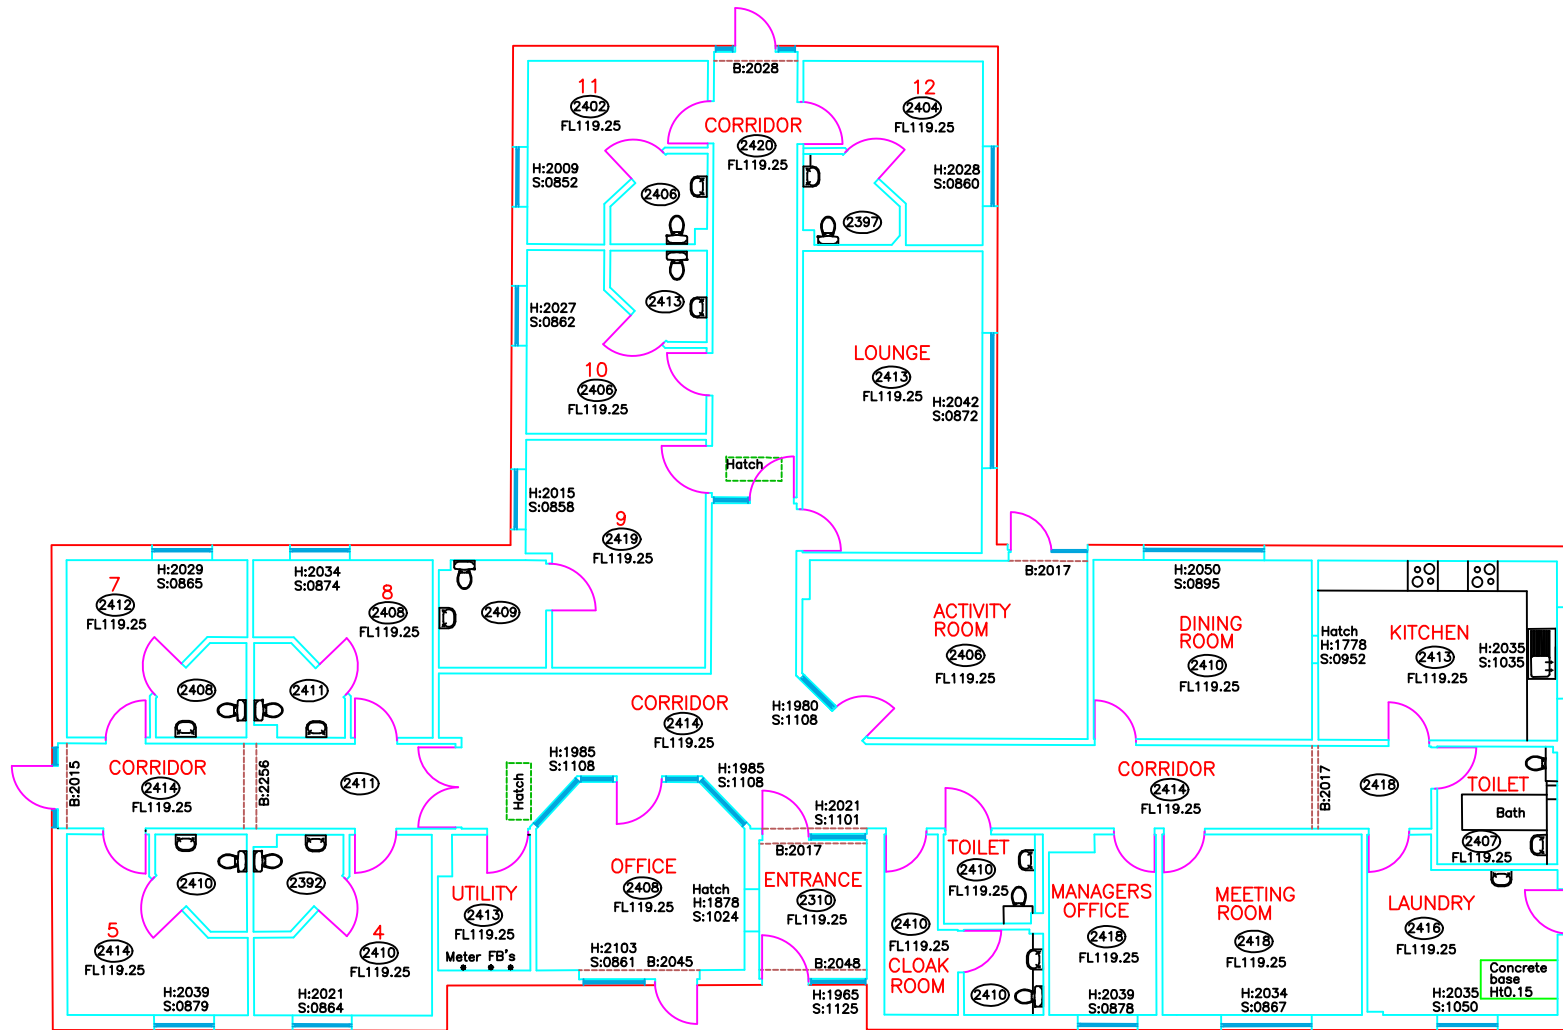 B:2028
11
2402
FL119.25
12
2404
FL119.25
CORRIDOR
2420
FL119.25
H:2009
S:0852
H:2028
S:0860
2406
2397
2413
H:2027
S:0862
10
2406
FL119.25
LOUNGE
2413
FL119.25
H:2042
S:0872
Hatch
H:2015
S:0858
9
2419
FL119.25
2409
7
2412
FL119.25
H:2029
S:0865
H:2034
S:0874
8
2408
FL119.25
2408
2411
B:2017
ACTIVITY
ROOM
2406
FL119.25
H:2050
S:0895
DINING
ROOM
2410
FL119.25
Hatch
H:1778
S:0952
KITCHEN
2413
FL119.25
H:2035
S:1035
CORRIDOR
2414
FL119.25
H:1980
S:1108
B:2015
CORRIDOR
2414
FL119.25
B:2256
2411
Hatch
H:1985
S:1108
H:1985
S:1108
H:2021
S:1101
CORRIDOR
2414
FL119.25
B:2017
2418
TOILET
Bath
2407
FL119.25
2410
2392
5
2414
FL119.25
H:2039
S:0879
4
2410
FL119.25
H:2021
S:0864
UTILITY
2413
FL119.25
Meter FB's
OFFICE
2408
FL119.25
Hatch
H:1878
S:1024
H:2103
S:0861
B:2045
B:2017
ENTRANCE
2310
FL119.25
B:2048
H:1965
S:1125
TOILET
2410
FL119.25
2410
FL119.25
CLOAK
ROOM
2410
MANAGERS
OFFICE
2418
FL119.25
H:2039
S:0878
MEETING
ROOM
2418
FL119.25
H:2034
S:0867
LAUNDRY
2416
FL119.25
Concrete
base
Ht0.15
H:2035
S:1050